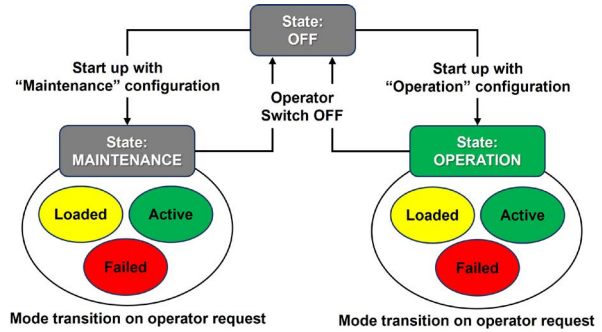 State:
OFF
Start up with
“Maintenance” configuration
Start up with
“Operation” configuration
Operator
Switch OFF
State:
MAINTENANCE
State:
OPERATION
Loaded
Active
Failed
Loaded
Active
Failed
Mode transition on operator request
Mode transition on operator request